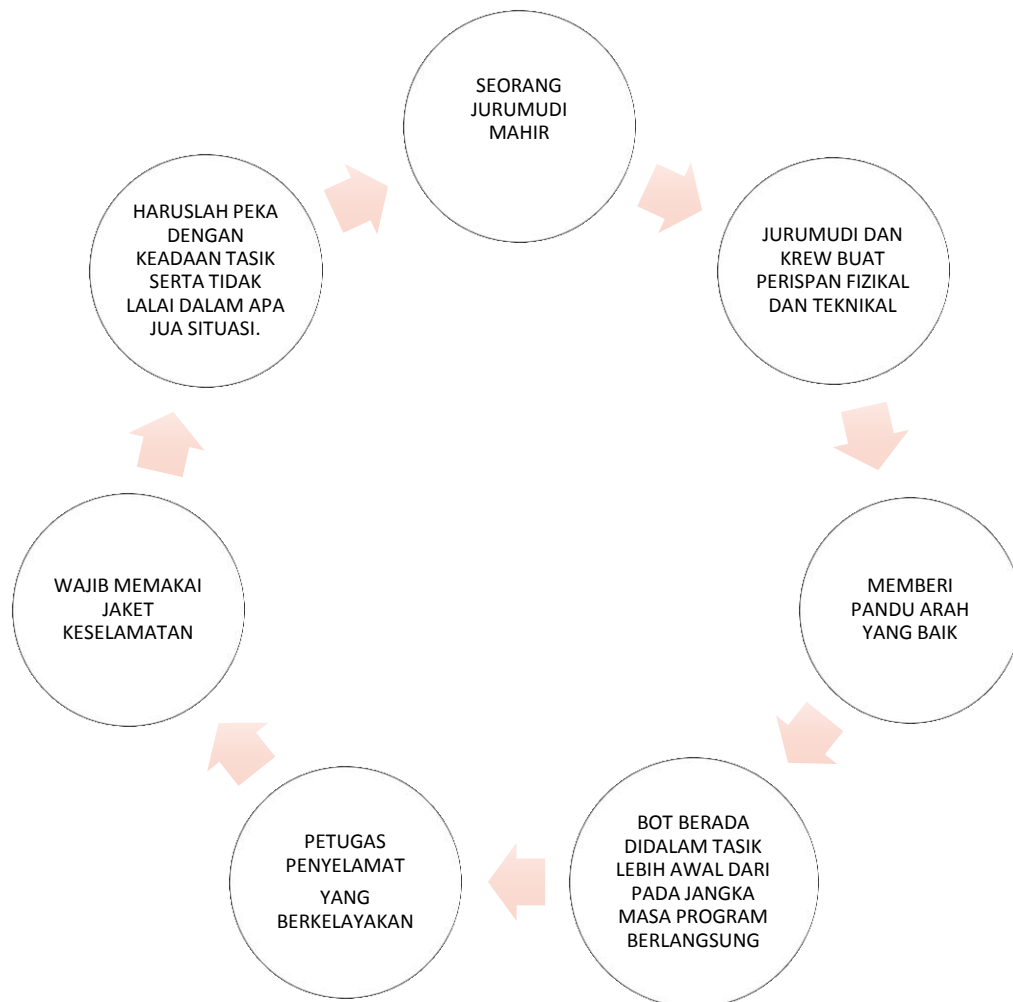 SEORANG
JURUMUDI
MAHIR
JURUMUDI DAN
KREW BUAT
PERISPAN FIZIKAL
DAN TEKNIKAL
MEMBERI
PANDU ARAH
YANG BAIK
BOT BERADA
DIDALAM TASIK
LEBIH AWAL DARI
PADA JANGKA
MASA PROGRAM
BERLANGSUNG
PETUGAS
PENYELAMAT
YANG
BERKELAYAKAN
WAJIB MEMAKAI
JAKET
KESELAMATAN
HARUSLAH PEKA
DENGAN
KEADAAN TASIK
SERTA TIDAK
LALAI DALAM APA
JUA SITUASI.